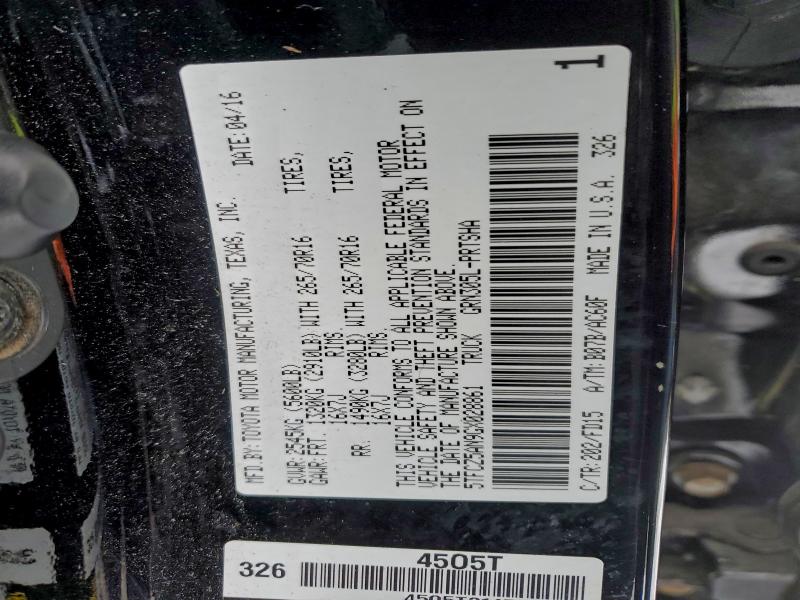 MFD.BY:TOYOTA MOTOR MANUFACTURING, TEXAS, INC. DATE:04/16
GVWR:2545KG (5600LB)
GAWR:FRT. 1320KG (2910LB) WITH 265/70R16 TIRES,
16X7J RIMS.
RR. 1490KG (3280LB) WITH 265/70R16 TIRES,
16X7J RIMS.
THIS VEHICLE CONFORMS TO ALL APPLICABLE FEDERAL MOTOR
VEHICLE SAFETY AND THEFT PREVENTION STANDARDS IN EFFECT ON
THE DATE OF MANUFACTURE SHOWN ABOVE.
TRUCK GRN305L-PRTSHA
C/TR:202/FD15 A/TM:B07B/AC60F MADE IN U.S.A. 326
1
326 4505T